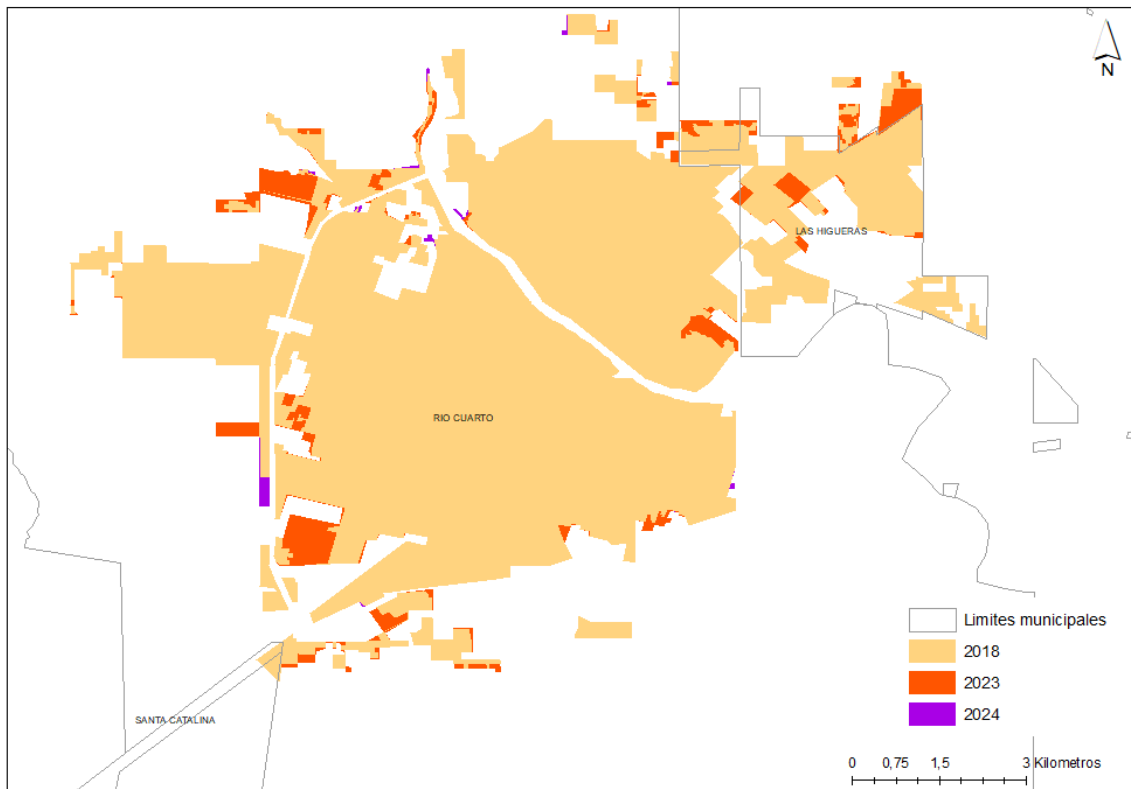 N
LAS HIGUERAS
RIO CUARTO
SANTA CATALINA
Limites municipales
2018
2023
2024
0 0,75 1,5 3 Kilometros